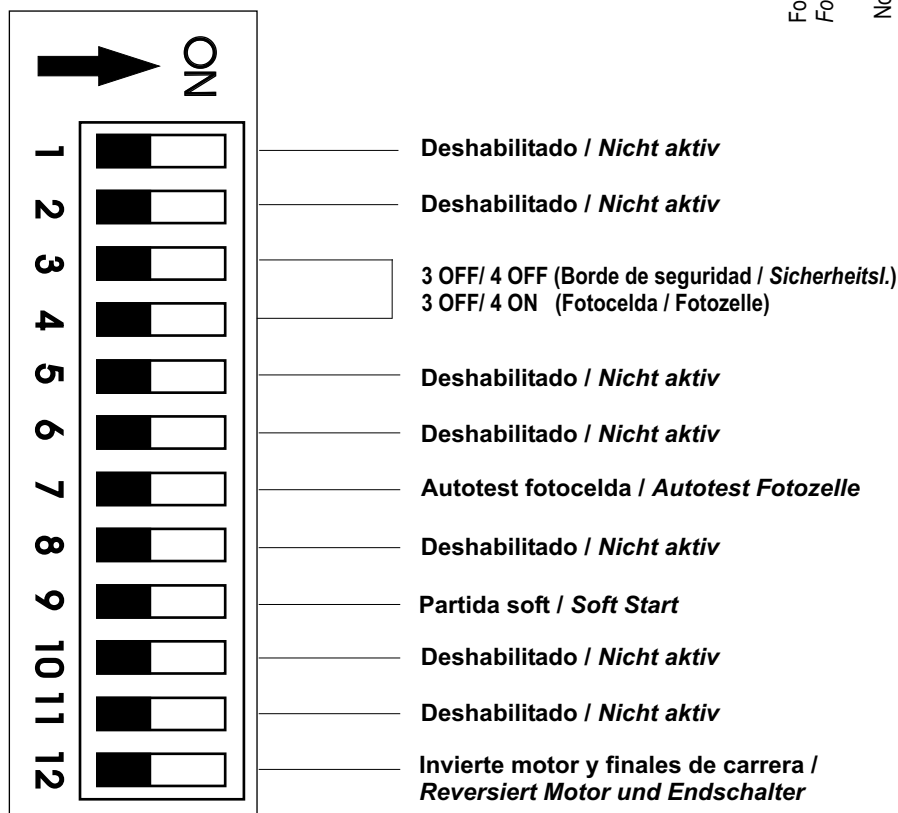 Fo
Fo
No
ON
1 Deshabilitado / Nicht aktiv
2 Deshabilitado / Nicht aktiv
3
3 OFF/ 4 OFF (Borde de seguridad / Sicherheitsl.)
3 OFF/ 4 ON (Fotocelda / Fotozelle)
4
5 Deshabilitado / Nicht aktiv
6 Deshabilitado / Nicht aktiv
7 Autotest fotocelda / Autotest Fotozelle
8 Deshabilitado / Nicht aktiv
9 Partida soft / Soft Start
10 Deshabilitado / Nicht aktiv
11 Deshabilitado / Nicht aktiv
12 Invierte motor y finales de carrera /
Reversiert Motor und Endschalter